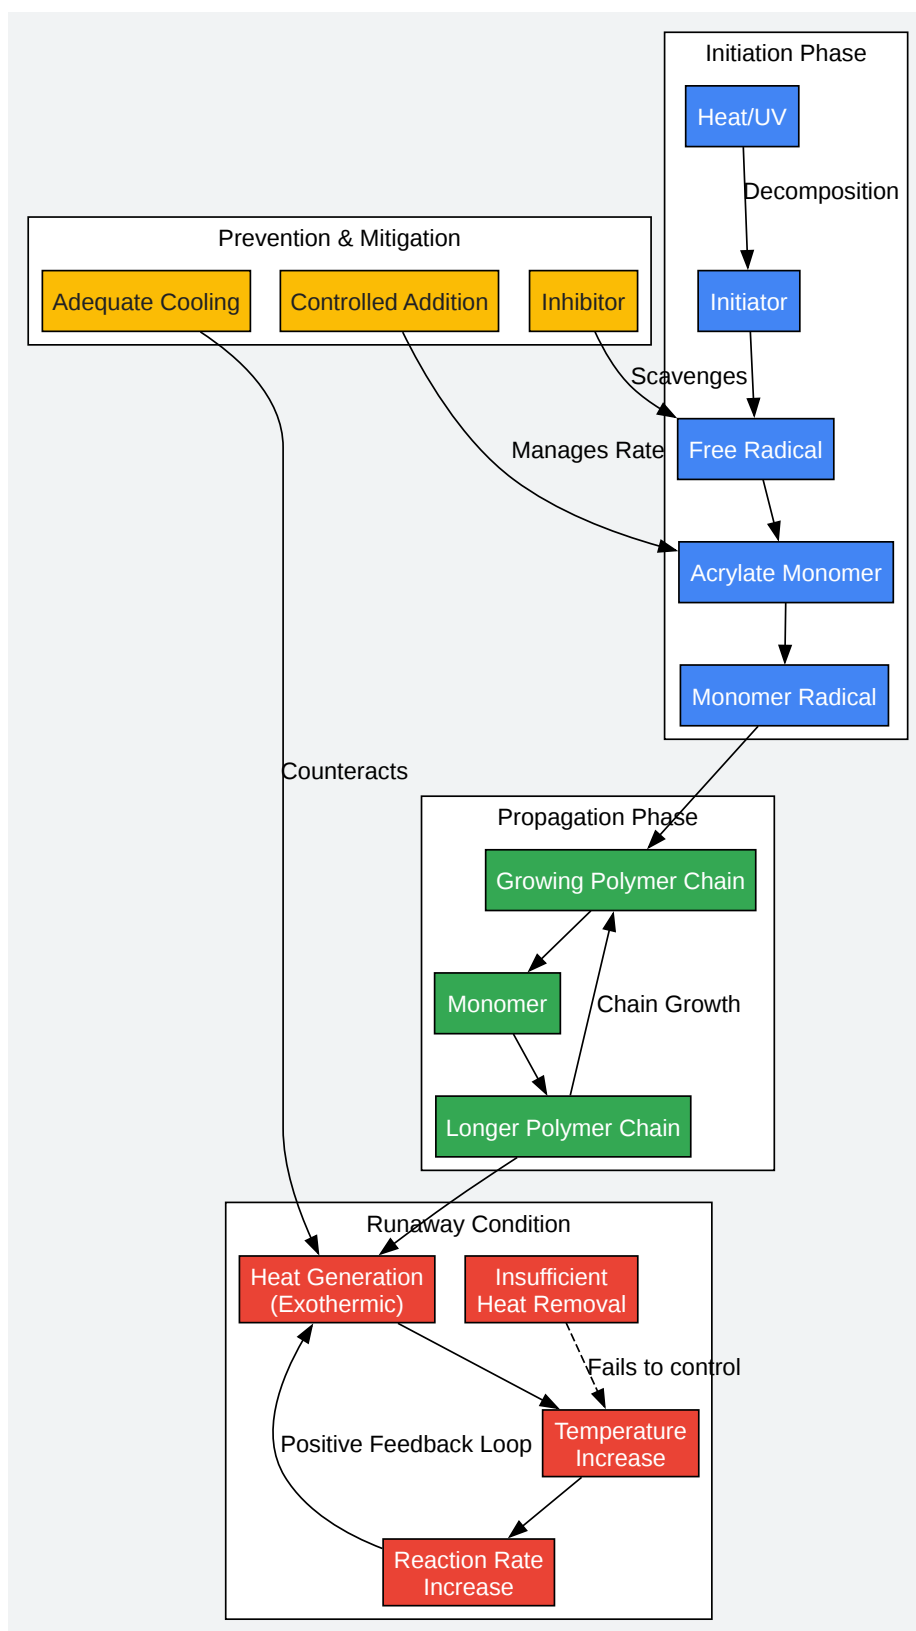 Initiation Phase
Heat/UV
Decomposition
Prevention & Mitigation
Adequate Cooling
Controlled Addition
Inhibitor
Initiator
Scavenges
Manages Rate
Free Radical
Acrylate Monomer
Monomer Radical
Counteracts
Propagation Phase
Growing Polymer Chain
Monomer
Chain Growth
Longer Polymer Chain
Runaway Condition
Heat Generation
(Exothermic)
Insufficient
Heat Removal
Fails to control
Temperature
Increase
Positive Feedback Loop
Reaction Rate
Increase